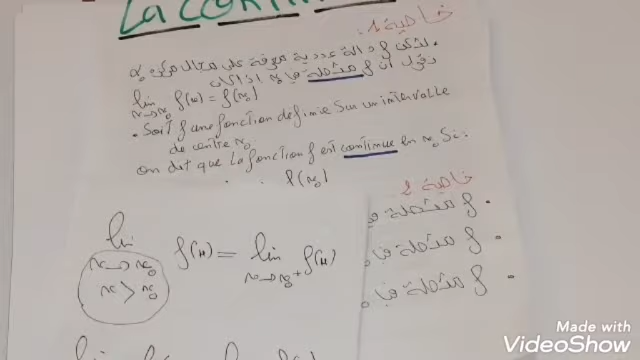 La CONTIN
خاصية 1:
لتكن f دالة عددية معرفة على مجال مركزه x₀
نقول أن f متصلة في x₀ إذا كان
lim x→x₀ f(x) = f(x₀)
• Soit f une fonction définie sur un intervalle
de centre x₀
on dit que la fonction f est continue en x₀ Si:
f(x₀)
خاصية 2
• f متصلة في
• f متصلة في
• f متصلة في
lim x→x₀ x>x₀ f(x) = lim x→x₀⁺ f(x)
Made with
VideoShow